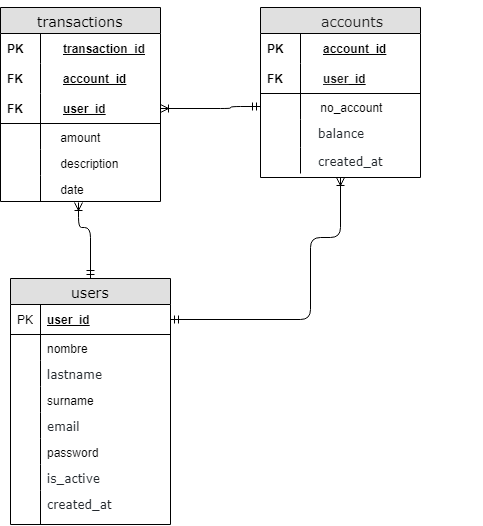 transactions
PK transaction_id
FK account_id
FK user_id
amount
description
date
accounts
PK account_id
FK user_id
no_account
balance
created_at
users
PK user_id
nombre
lastname
surname
email
password
is_active
created_at